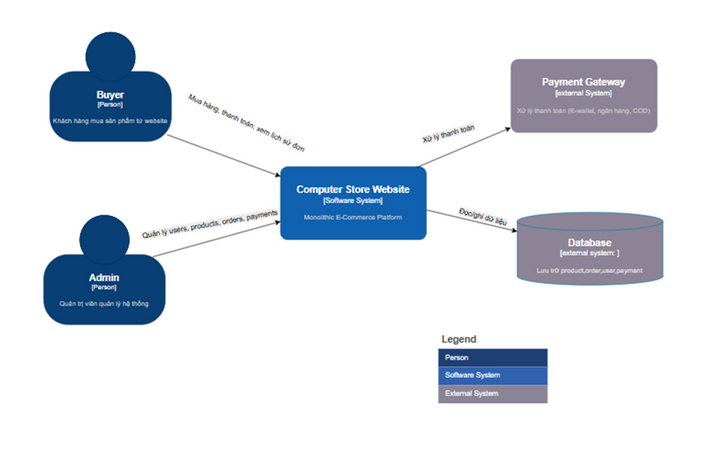 Buyer
[Person]
Khách hàng mua sản phẩm từ website
Mua hàng, thanh toán, xem lịch sử đơn
Payment Gateway
[external System]
Xử lý thanh toán (E-wallet, ngân hàng, COD)
Xử lý thanh toán
Computer Store Website
[Software System]
Monolithic E-Commerce Platform
Quản lý users, products, orders, payments
Admin
[Person]
Quản trị viên quản lý hệ thống
Đọc/ghi dữ liệu
Database
[external system: ]
Lưu trữ product,order,user,payment
Legend
Person
Software System
External System